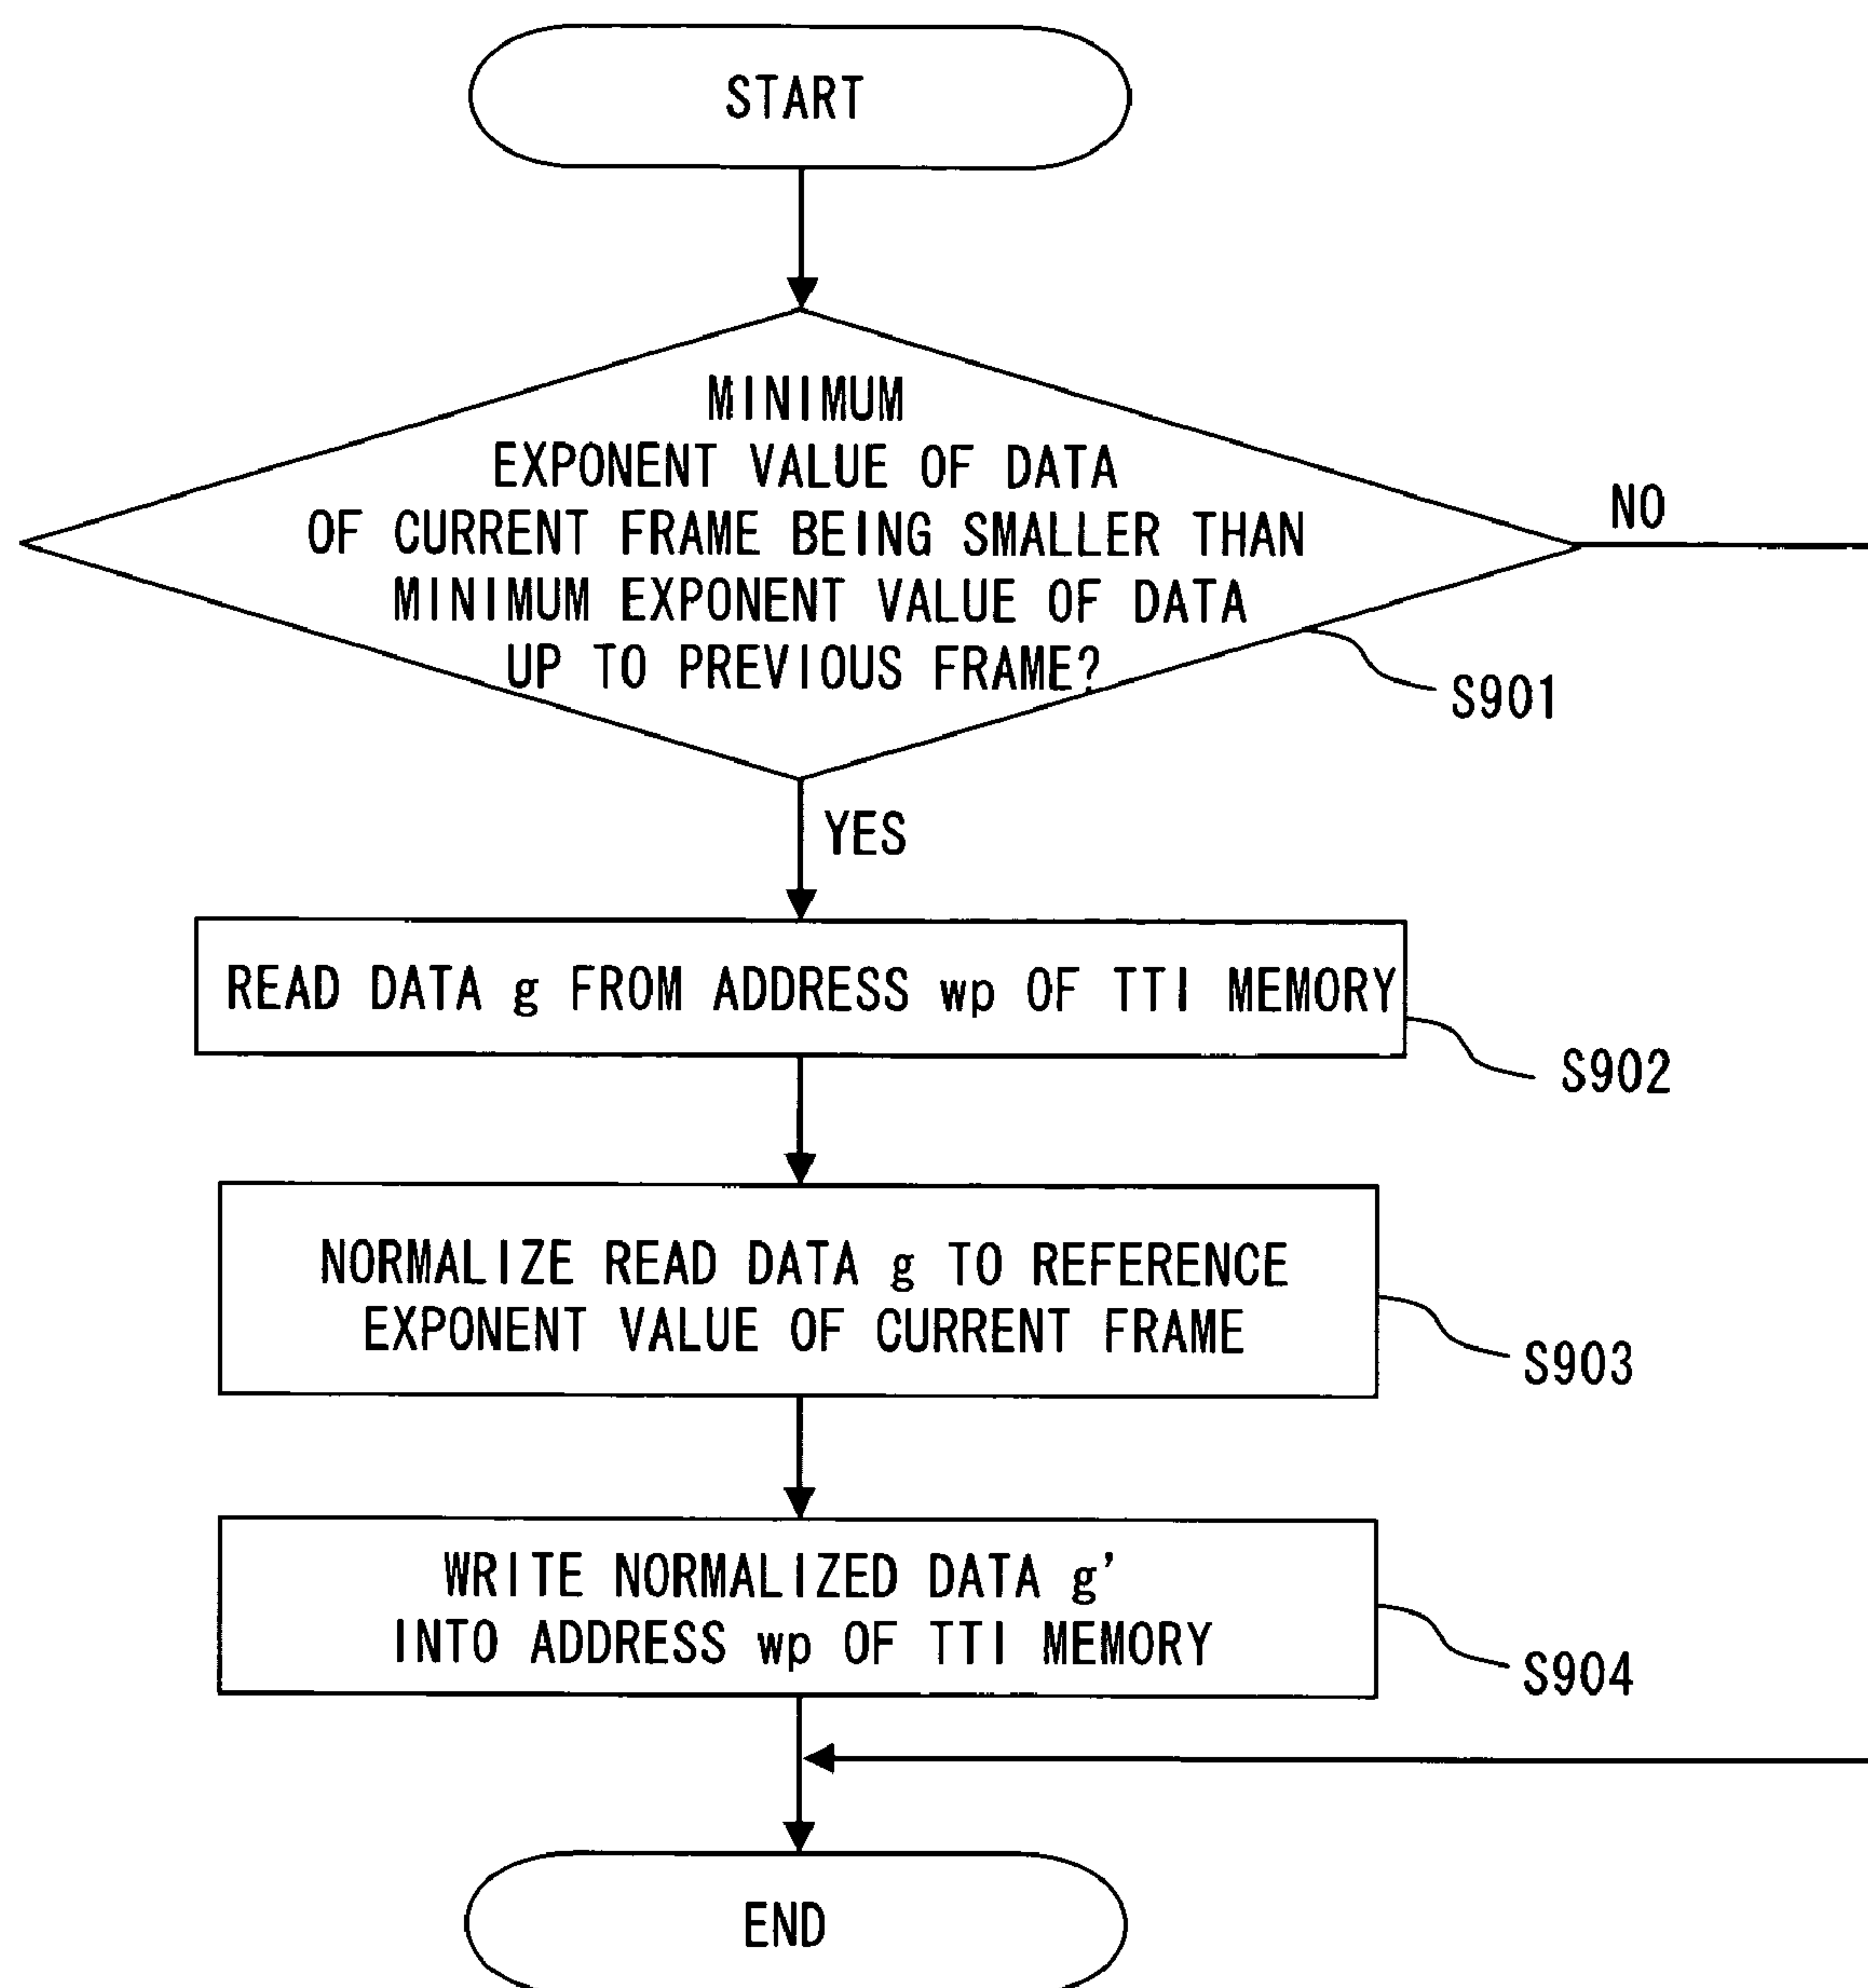 START
MINIMUM
EXPONENT VALUE OF DATA
OF CURRENT FRAME BEING SMALLER THAN
MINIMUM EXPONENT VALUE OF DATA
UP TO PREVIOUS FRAME?
NO
S901
YES
READ DATA g FROM ADDRESS wp OF TTI MEMORY
S902
NORMALIZE READ DATA g TO REFERENCE
EXPONENT VALUE OF CURRENT FRAME
S903
WRITE NORMALIZED DATA g'
INTO ADDRESS wp OF TTI MEMORY
S904
END